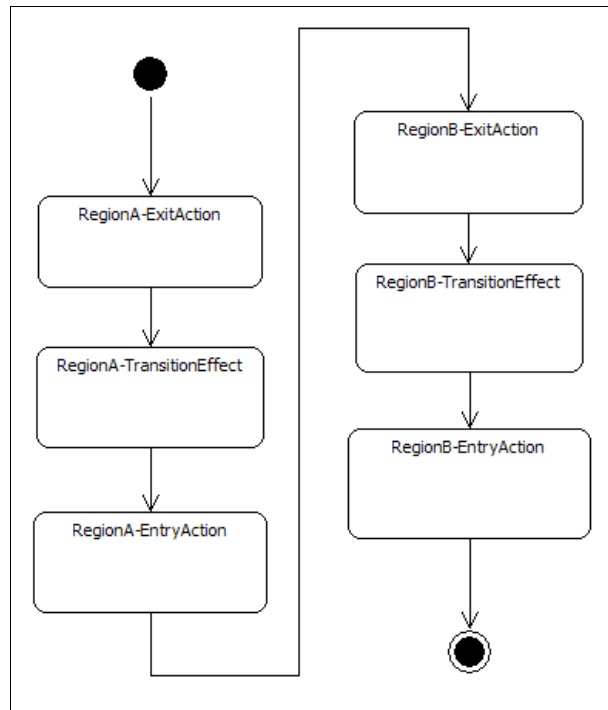 RegionA-ExitAction
RegionA-TransitionEffect
RegionA-EntryAction
RegionB-ExitAction
RegionB-TransitionEffect
RegionB-EntryAction